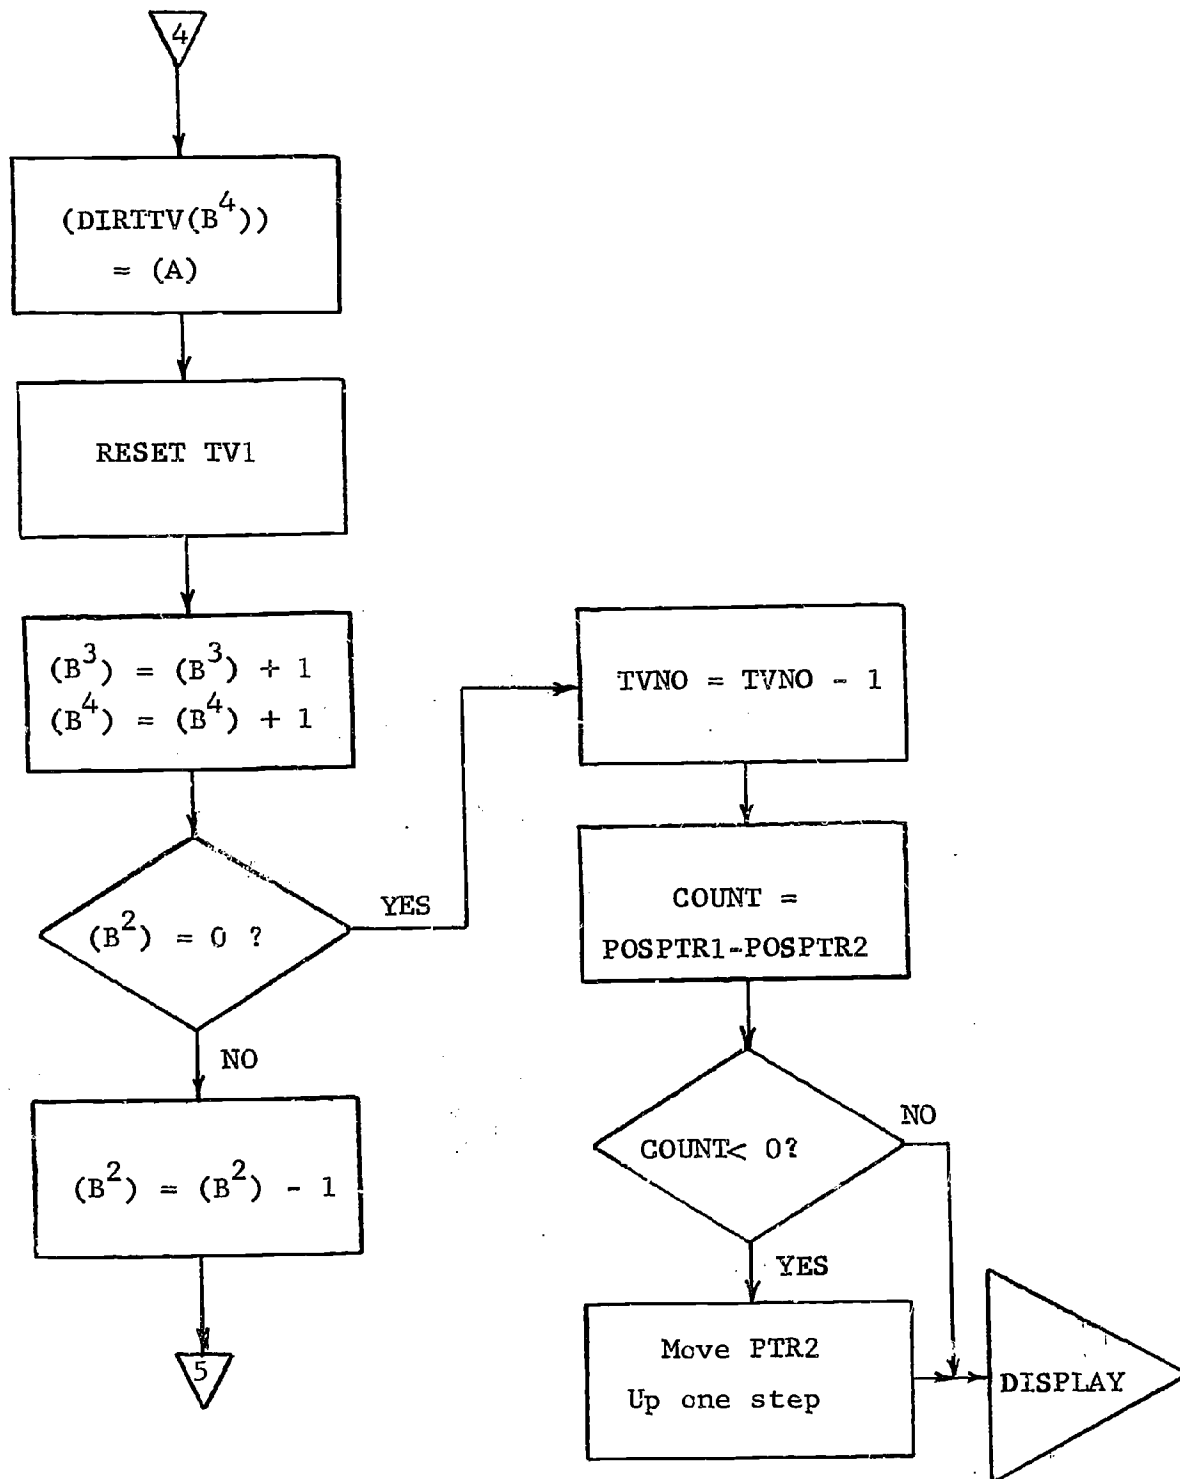 4
(DIRTTV(B⁴))
= (A)
RESET TV1
(B³) = (B³) + 1
(B⁴) = (B⁴) + 1
(B²) = 0 ?
YES
NO
(B²) = (B²) - 1
5
TVNO = TVNO - 1
COUNT =
POSPTR1-POSPTR2
COUNT< 0?
NO
YES
Move PTR2
Up one step
DISPLAY